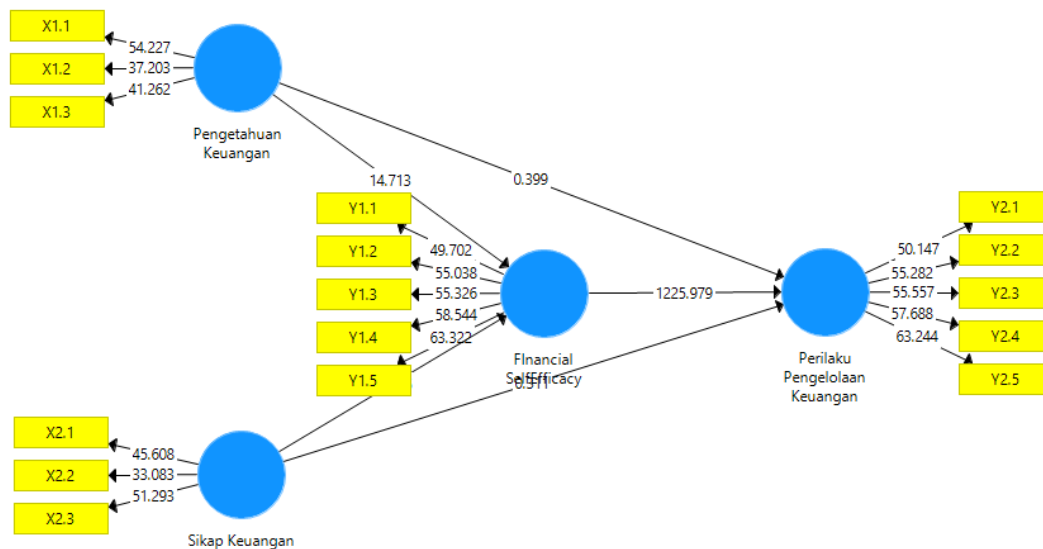 X1.1
X1.2
X1.3
54.227
37.203
41.262
Pengetahuan
Keuangan
14.713
0.399
Y1.1
Y1.2
Y1.3
Y1.4
Y1.5
49.702
55.038
55.326
58.544
63.322
FInancial
SelfEfficacy
1225.979
Y2.1
Y2.2
Y2.3
Y2.4
Y2.5
50.147
55.282
55.557
57.688
63.244
Perilaku
Pengelolaan
Keuangan
X2.1
X2.2
X2.3
45.608
33.083
51.293
Sikap Keuangan